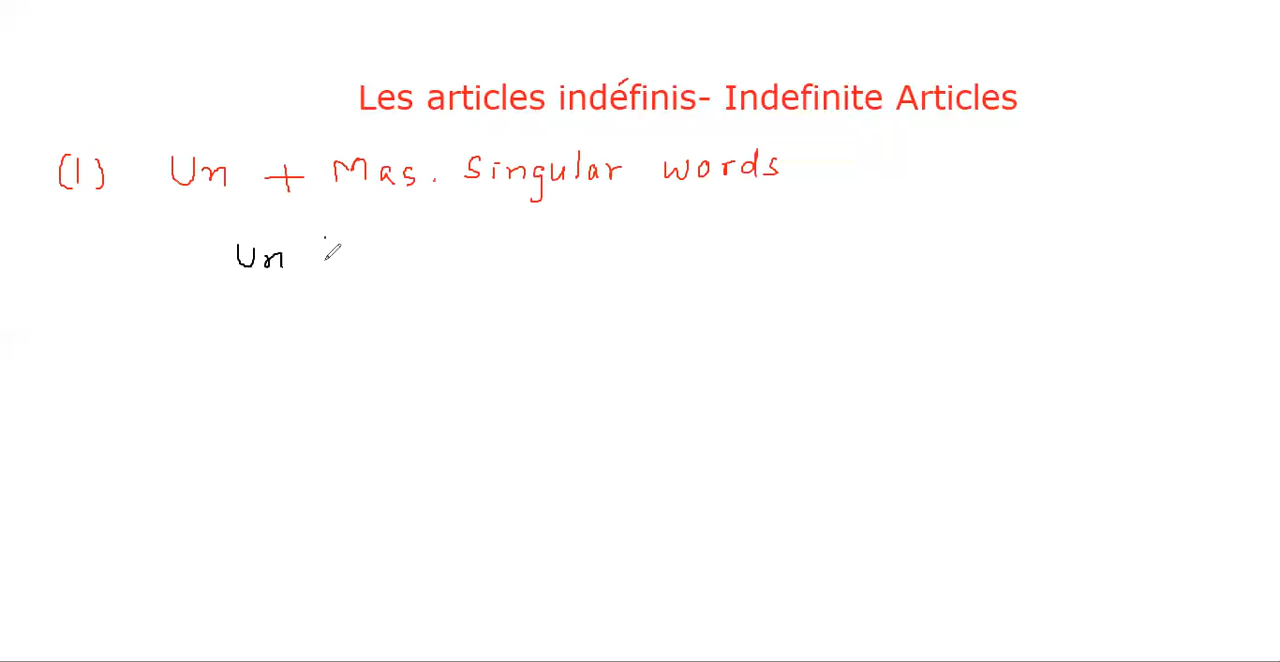 Les articles indéfinis- Indefinite Articles
(1) Un + Mas. Singular words
Un